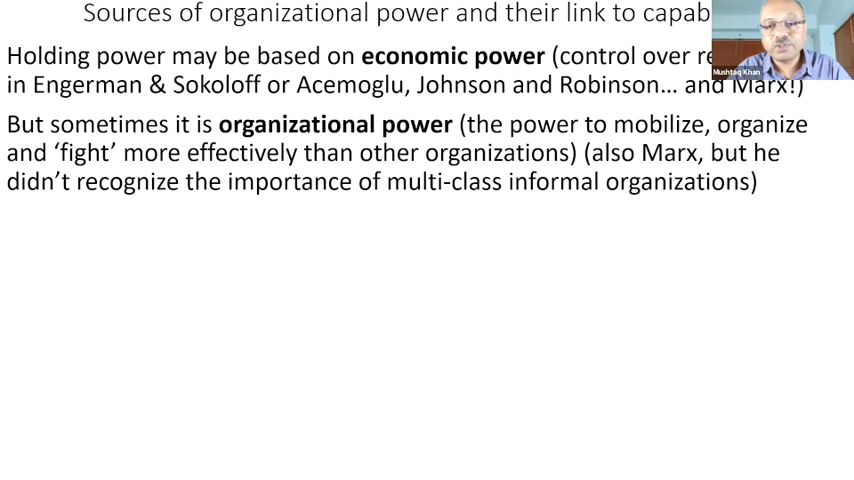 Sources of organizational power and their link to
Holding power may be based on economic power (control over
in Engerman & Sokoloff or Acemoglu, Johnson and Robinson… and Marx!)
But sometimes it is organizational power (the power to mobilize, organize
and ‘fight’ more effectively than other organizations) (also Marx, but he
didn’t recognize the importance of multi-class informal organizations)
Mushtaq Khan